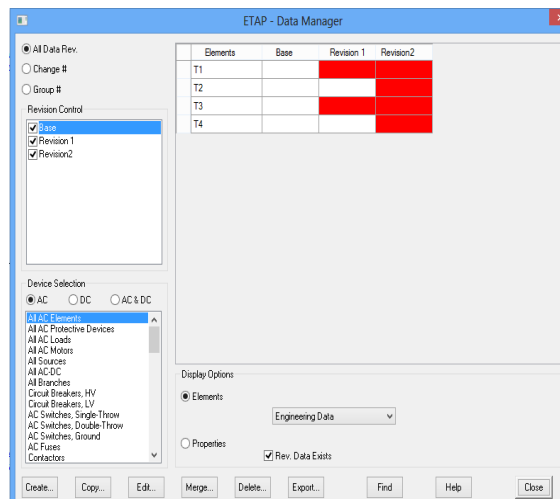 ETAP - Data Manager
All Data Rev.
Change #
Group #
Revision Control
Base
Revision 1
Revision2
Device Selection
AC DC AC & DC
All AC Elements
All AC Protective Devices
All AC Loads
All AC Motors
All Sources
All AC-DC
All Branches
Circuit Breakers, HV
Circuit Breakers, LV
AC Switches, Single-Throw
AC Switches, Double-Throw
AC Switches, Ground
AC Fuses
Contactors
Elements Base Revision 1 Revision2
T1
T2
T3
T4
Display Options
Elements
Engineering Data
Properties
Rev. Data Exists
Create... Copy... Edit... Merge... Delete... Export... Find Help Close